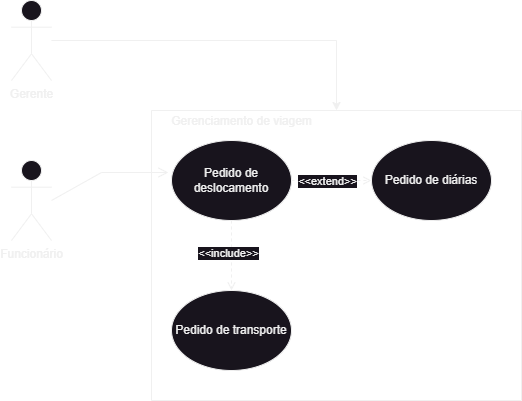 Gerente
Gerenciamento de viagem
Pedido de
deslocamento
<<extend>>
Pedido de diárias
Funcionário
<<include>>
Pedido de transporte